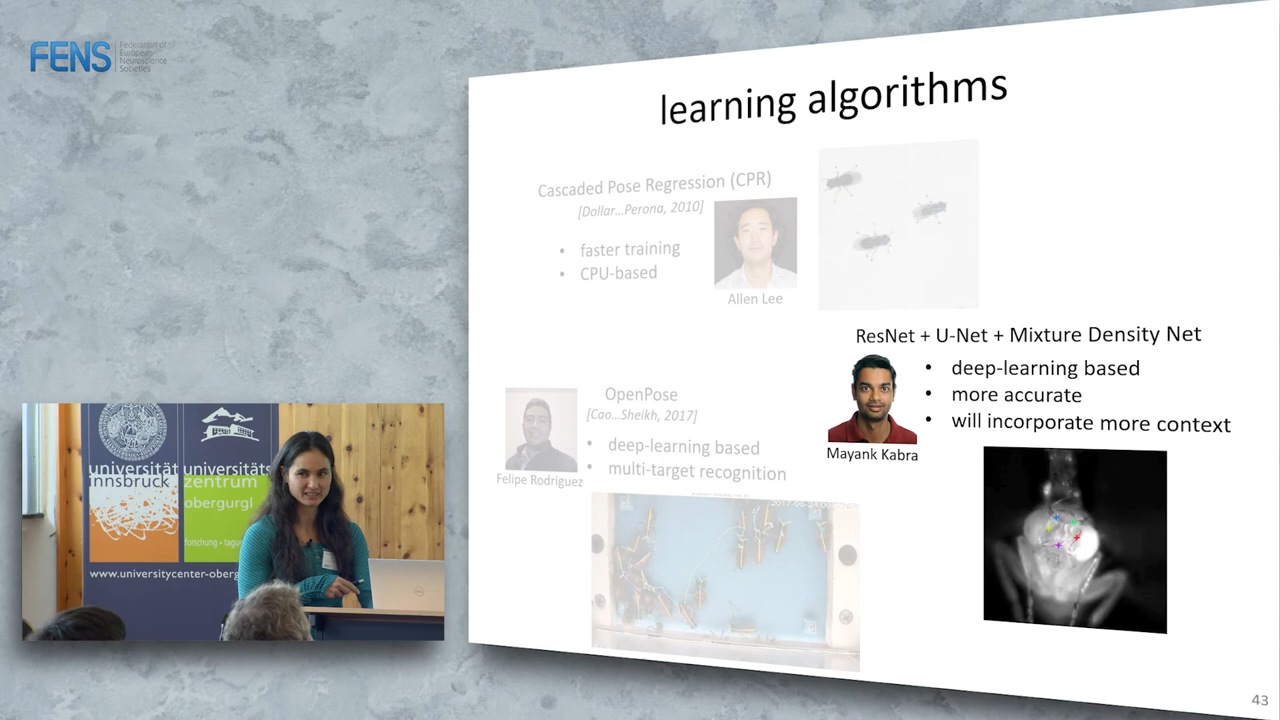 FENS
Federation of
European
Neuroscience
Societies
learning algorithms
Cascaded Pose Regression (CPR)
[Dollar...Perona, 2010]
• faster training
• CPU-based
Allen Lee
ResNet + U-Net + Mixture Density Net
• deep-learning based
• more accurate
• will incorporate more context
Mayank Kabra
OpenPose
[Cao...Sheikh, 2017]
• deep-learning based
• multi-target recognition
Felipe Rodriguez
universität
innsbruck
universitäts
zentrum
obergurgl
forschung • tagu
www.universitycenter-oberg
43